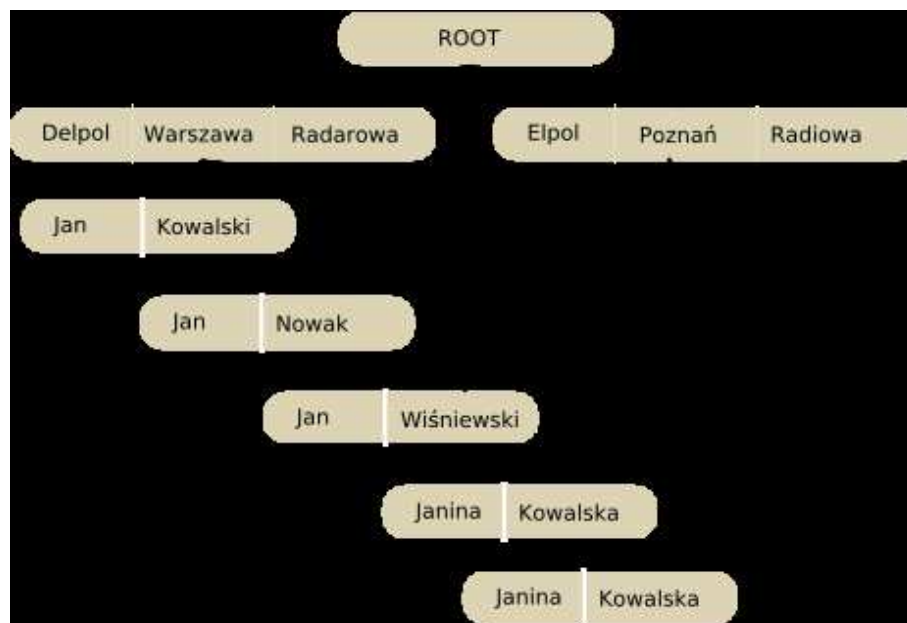 ROOT
Delpol Warszawa Radarowa Elpol Poznań Radiowa
Jan Kowalski
Jan Nowak
Jan Wiśniewski
Janina Kowalska
Janina Kowalska